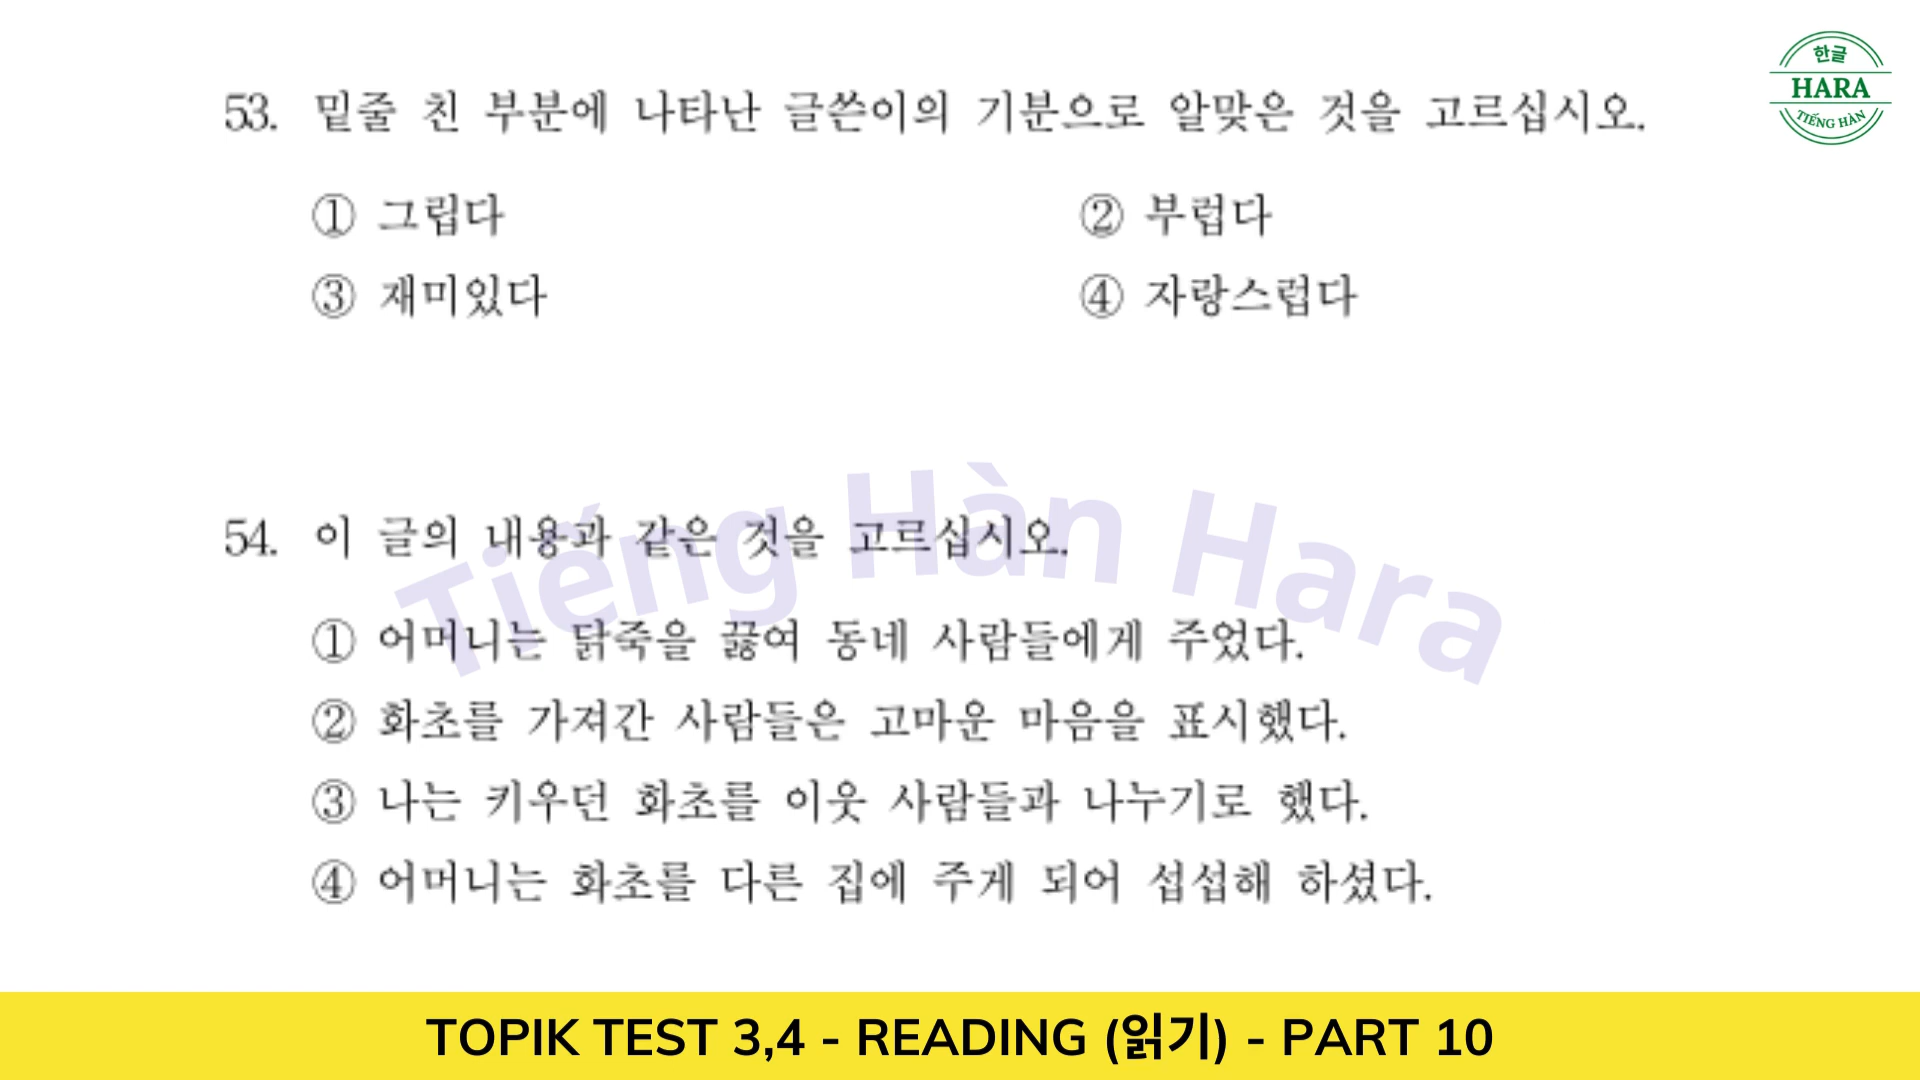 한글
HARA
TIẾNG HÀN
53. 밑줄 친 부분에 나타난 글쓴이의 기분으로 알맞은 것을 고르십시오.
① 그립다 ② 부럽다
③ 재미있다 ④ 자랑스럽다
Tiếng Hàn Hara
54. 이 글의 내용과 같은 것을 고르십시오.
① 어머니는 닭죽을 끓여 동네 사람들에게 주었다.
② 화초를 가져간 사람들은 고마운 마음을 표시했다.
③ 나는 키우던 화초를 이웃 사람들과 나누기로 했다.
④ 어머니는 화초를 다른 집에 주게 되어 섭섭해 하셨다.
TOPIK TEST 3,4 - READING (읽기) - PART 10